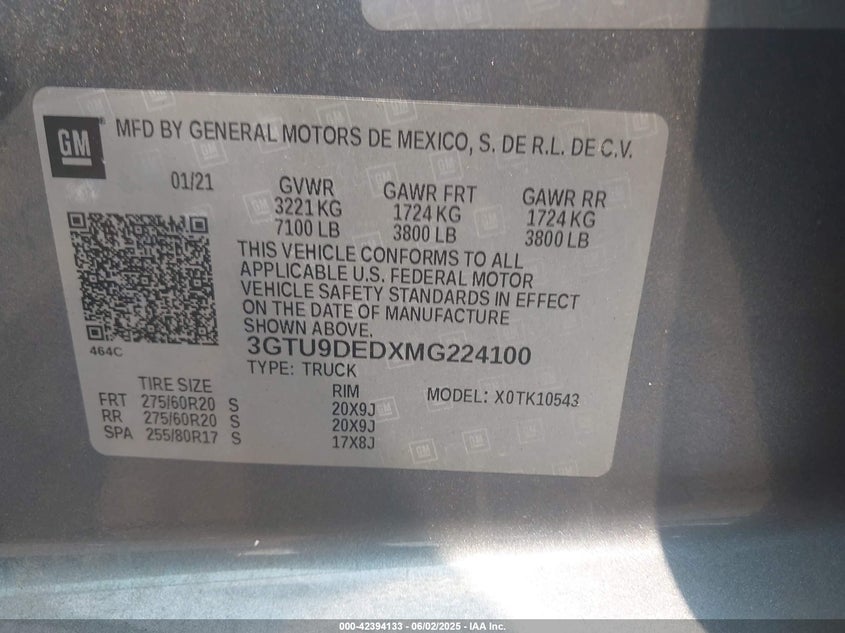 GM
MFD BY GENERAL MOTORS DE MEXICO, S. DE R.L. DE C.V.
01/21 GVWR GAWR FRT GAWR RR
3221 KG 1724 KG 1724 KG
7100 LB 3800 LB 3800 LB
THIS VEHICLE CONFORMS TO ALL
APPLICABLE U.S. FEDERAL MOTOR
VEHICLE SAFETY STANDARDS IN EFFECT
ON THE DATE OF MANUFACTURE
SHOWN ABOVE.
464C
3GTU9DEDXMG224100
TYPE: TRUCK
TIRE SIZE RIM MODEL: X0TK10543
FRT 275/60R20 S 20X9J
RR 275/60R20 S 20X9J
SPA 255/80R17 S 17X8J
000-42394133 - 06/02/2025 - IAA Inc.